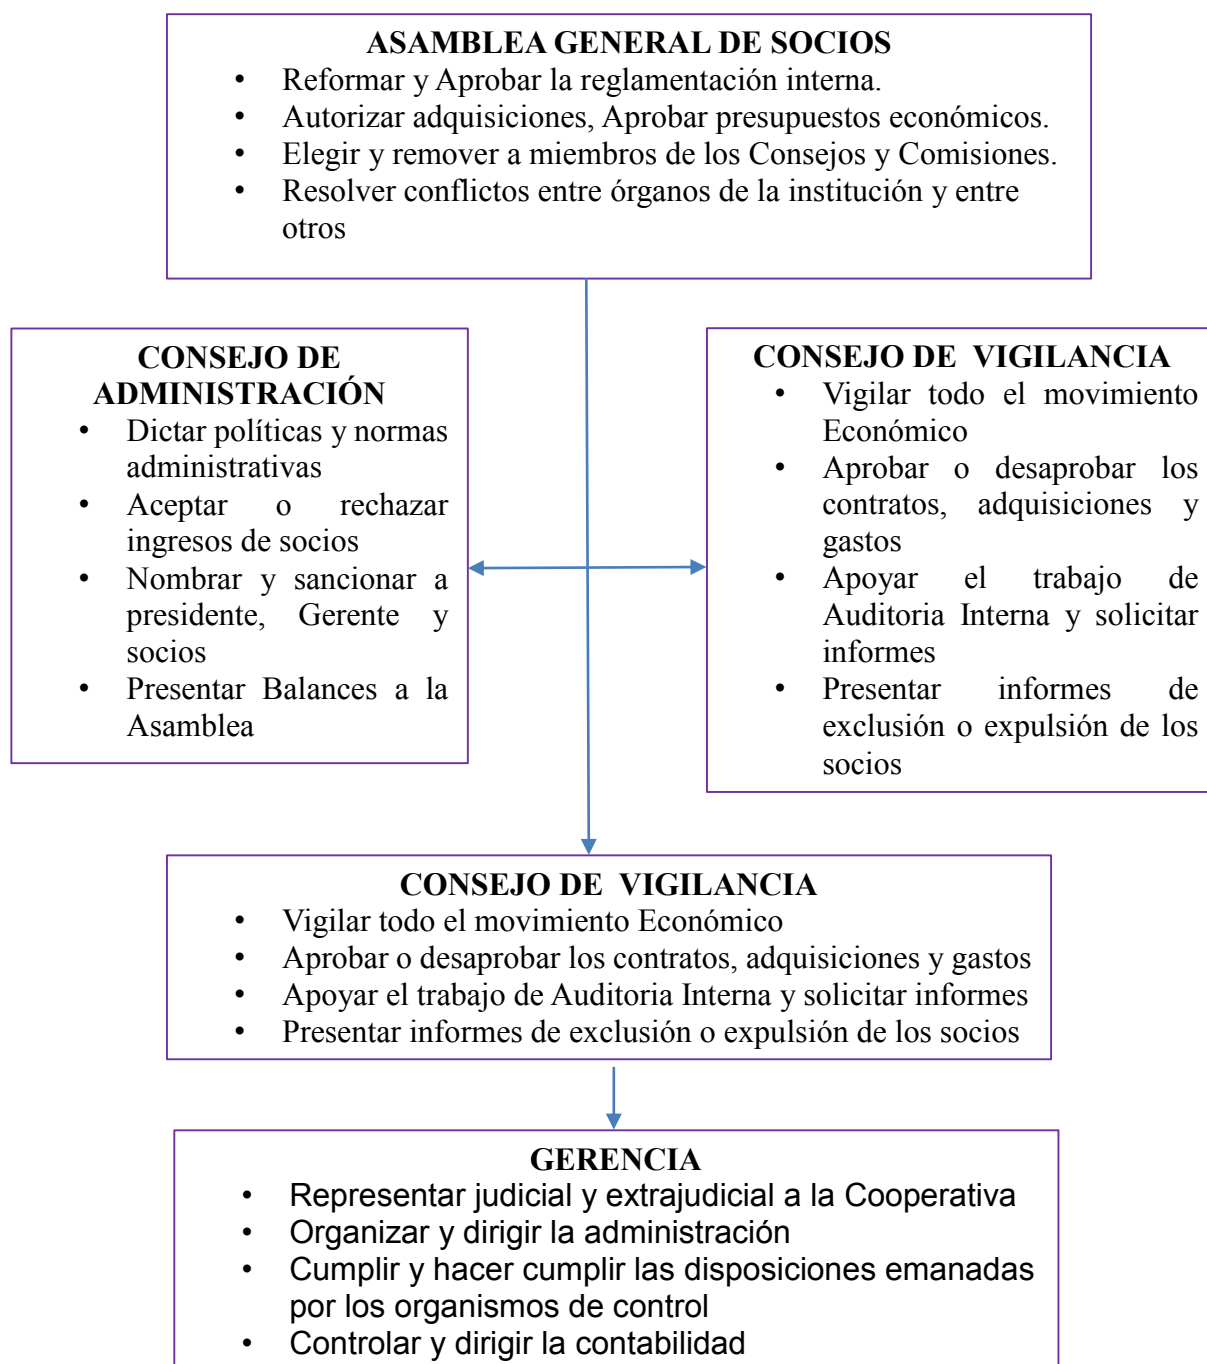 ASAMBLEA GENERAL DE SOCIOS
• Reformar y Aprobar la reglamentación interna.
• Autorizar adquisiciones, Aprobar presupuestos económicos.
• Elegir y remover a miembros de los Consejos y Comisiones.
• Resolver conflictos entre órganos de la institución y entre
otros
CONSEJO DE
ADMINISTRACIÓN
• Dictar políticas y normas
administrativas
• Aceptar o rechazar
ingresos de socios
• Nombrar y sancionar a
presidente, Gerente y
socios
• Presentar Balances a la
Asamblea
CONSEJO DE VIGILANCIA
• Vigilar todo el movimiento
Económico
• Aprobar o desaprobar los
contratos, adquisiciones y
gastos
• Apoyar el trabajo de
Auditoria Interna y solicitar
informes
• Presentar informes de
exclusión o expulsión de los
socios
CONSEJO DE VIGILANCIA
• Vigilar todo el movimiento Económico
• Aprobar o desaprobar los contratos, adquisiciones y gastos
• Apoyar el trabajo de Auditoria Interna y solicitar informes
• Presentar informes de exclusión o expulsión de los socios
GERENCIA
• Representar judicial y extrajudicial a la Cooperativa
• Organizar y dirigir la administración
• Cumplir y hacer cumplir las disposiciones emanadas
por los organismos de control
• Controlar y dirigir la contabilidad